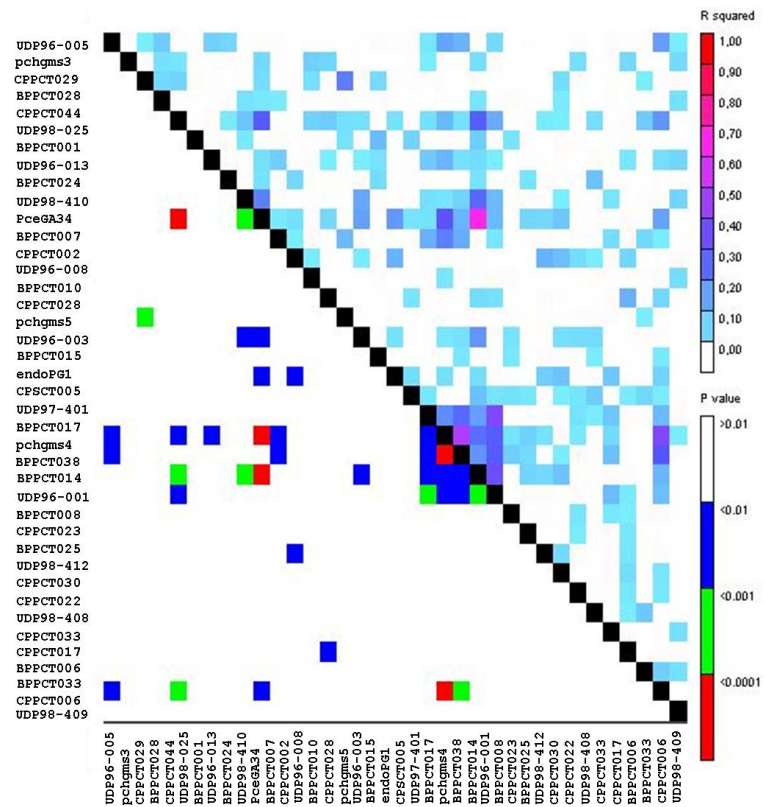 R squared
UDP96-005
pchgms3
CPPCT029
BPPCT028
CPPCT044
UDP98-025
BPPCT001
UDP96-013
BPPCT024
UDP98-410
PceGA34
BPPCT007
CPPCT002
UDP96-008
BPPCT010
CPPCT028
pchgms5
UDP96-003
BPPCT015
endoPG1
CPSCT005
UDP97-401
BPPCT017
pchgms4
BPPCT038
BPPCT014
UDP96-001
BPPCT008
CPPCT023
BPPCT025
UDP98-412
CPPCT030
CPPCT022
UDP98-408
CPPCT033
CPPCT017
BPPCT006
BPPCT033
CPPCT006
UDP98-409
1,00
0,90
0,80
0,70
0,60
0,50
0,40
0,30
0,20
0,10
0,00
P value
>0.01
<0.01
<0.001
<0.0001
UDP96-005
pchgms3
CPPCT029
BPPCT028
CPPCT044
UDP98-025
BPPCT001
UDP96-013
BPPCT024
UDP98-410
PceGA34
BPPCT007
CPPCT002
UDP96-008
BPPCT010
CPPCT028
pchgms5
UDP96-003
BPPCT015
endoPG1
CPSCT005
UDP97-401
BPPCT017
pchgms4
BPPCT038
BPPCT014
UDP96-001
BPPCT008
CPPCT023
BPPCT025
UDP98-412
CPPCT030
CPPCT022
UDP98-408
CPPCT033
CPPCT017
BPPCT006
BPPCT033
CPPCT006
UDP98-409